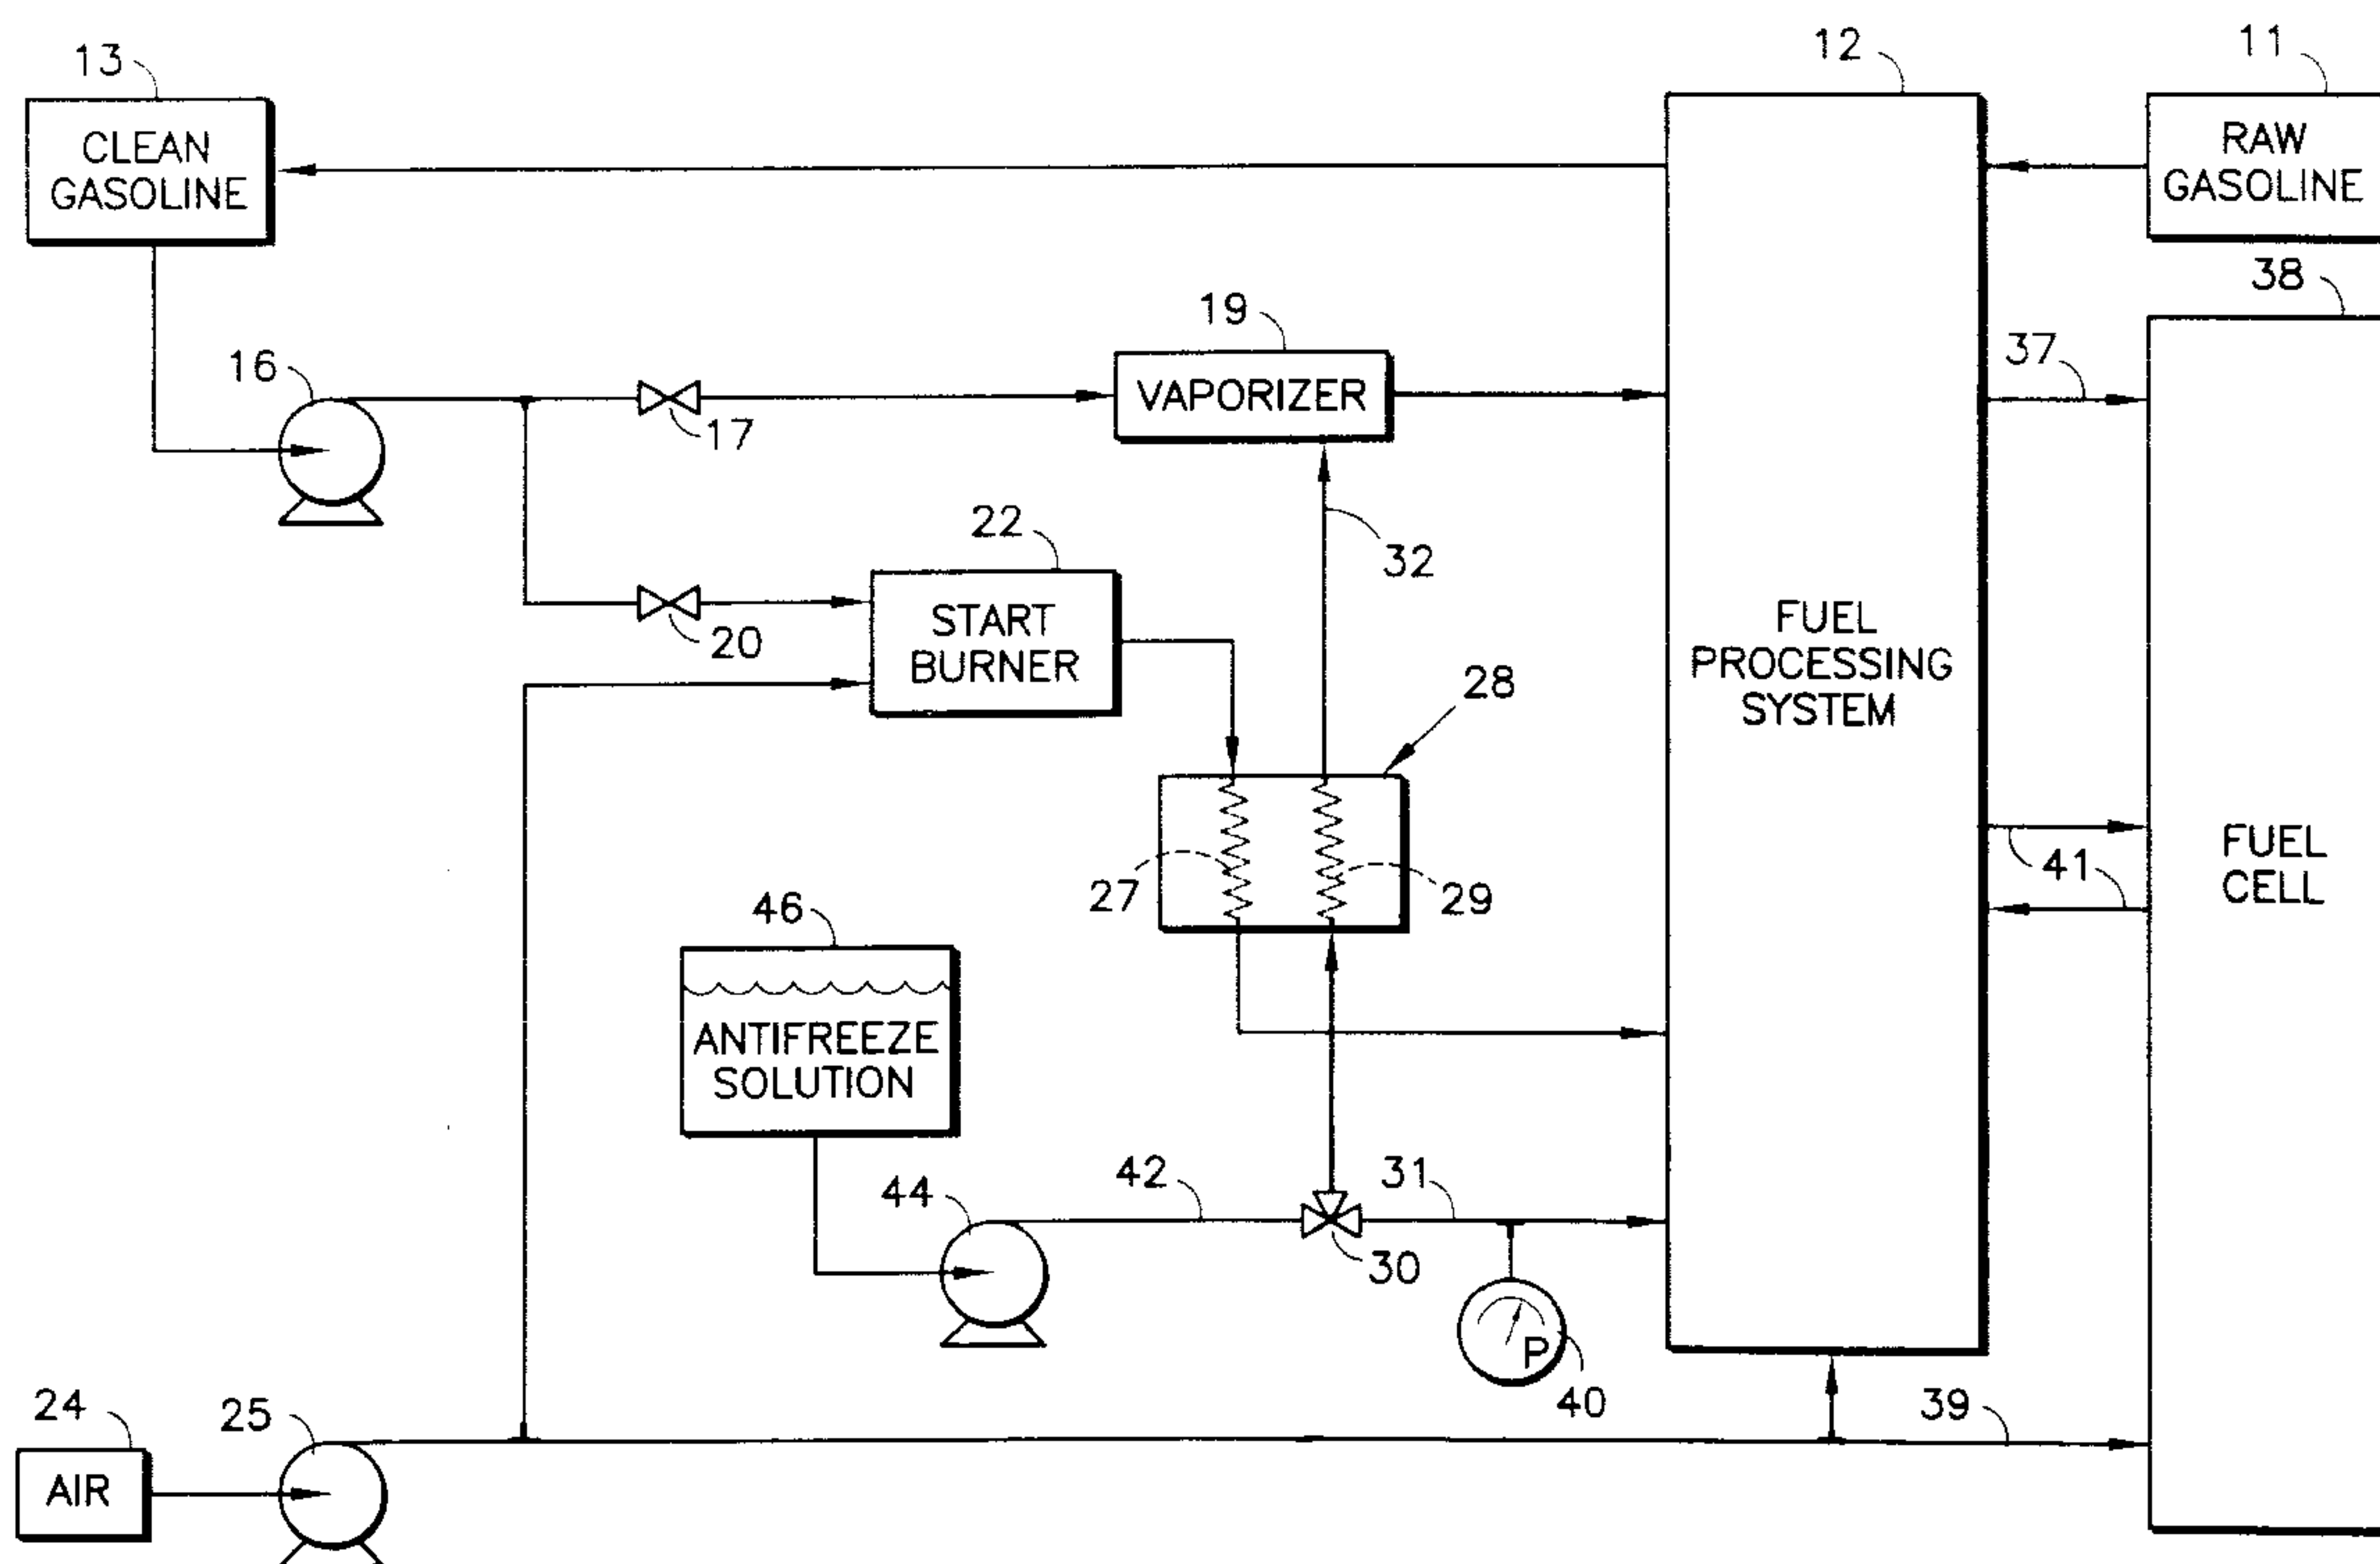 13
12
11
CLEAN
GASOLINE
RAW
GASOLINE
38
19
37
16
VAPORIZER
17
22
32
20
START
BURNER
28
FUEL
PROCESSING
SYSTEM
27
29
41
FUEL
CELL
46
ANTIFREEZE
SOLUTION
42
31
44
30
P
40
24
25
39
AIR